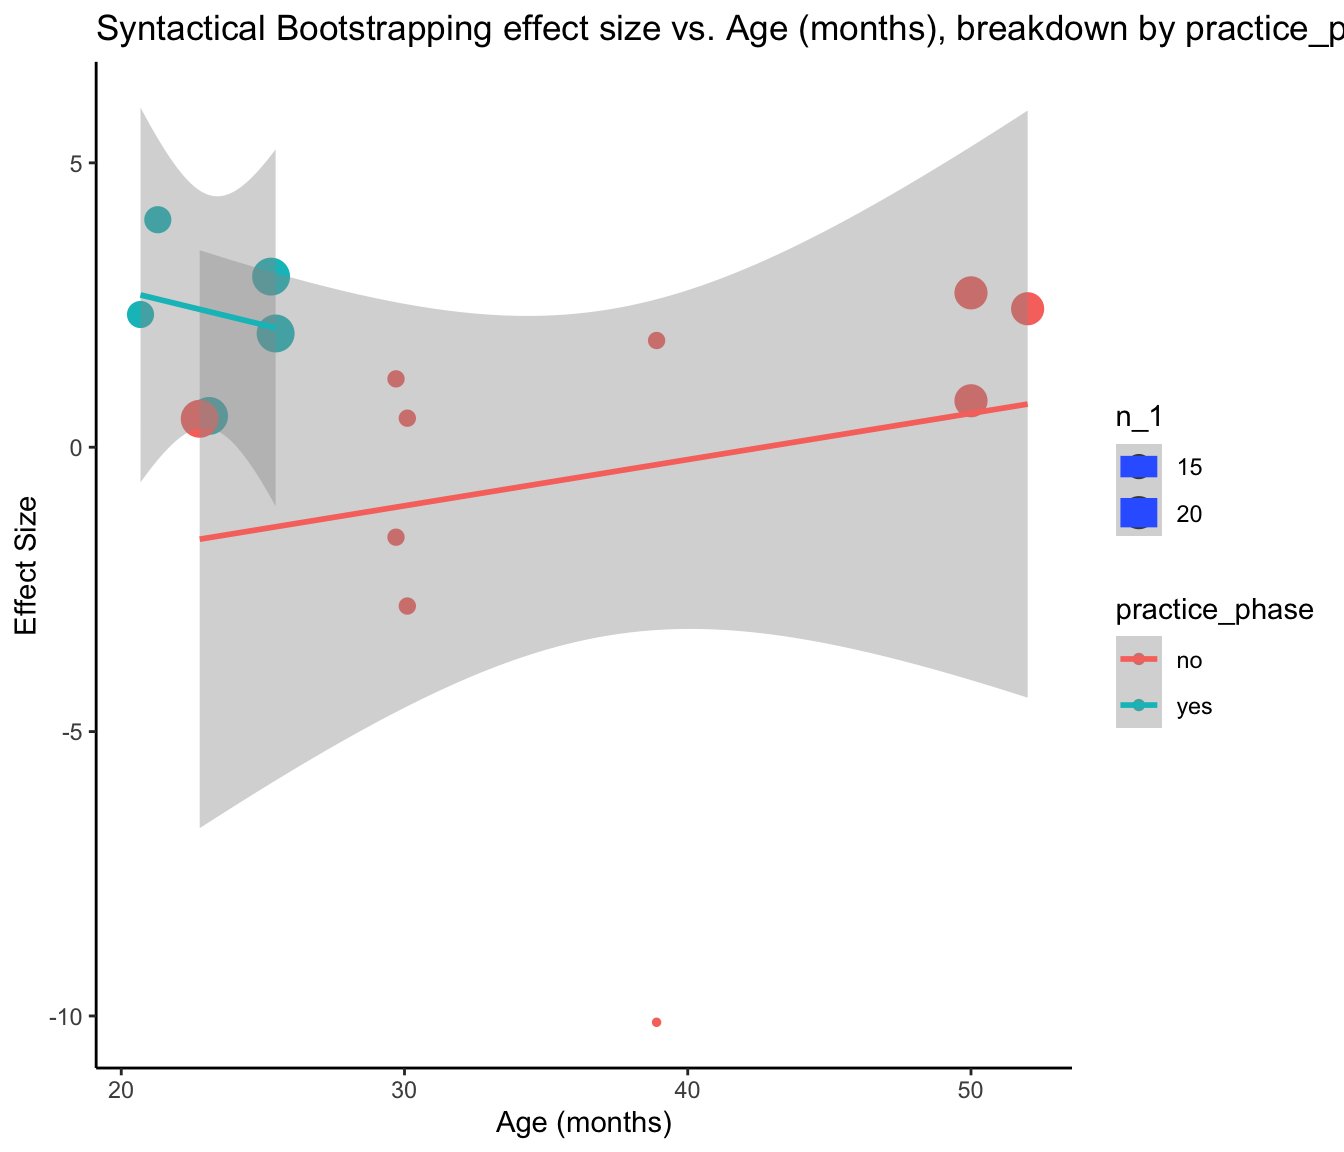 Syntactical Bootstrapping effect size vs. Age (months), breakdown by practice_p
5
0
-5
-10
Effect Size
20 30 40 50
Age (months)
n_1
15
20
practice_phase
no
yes